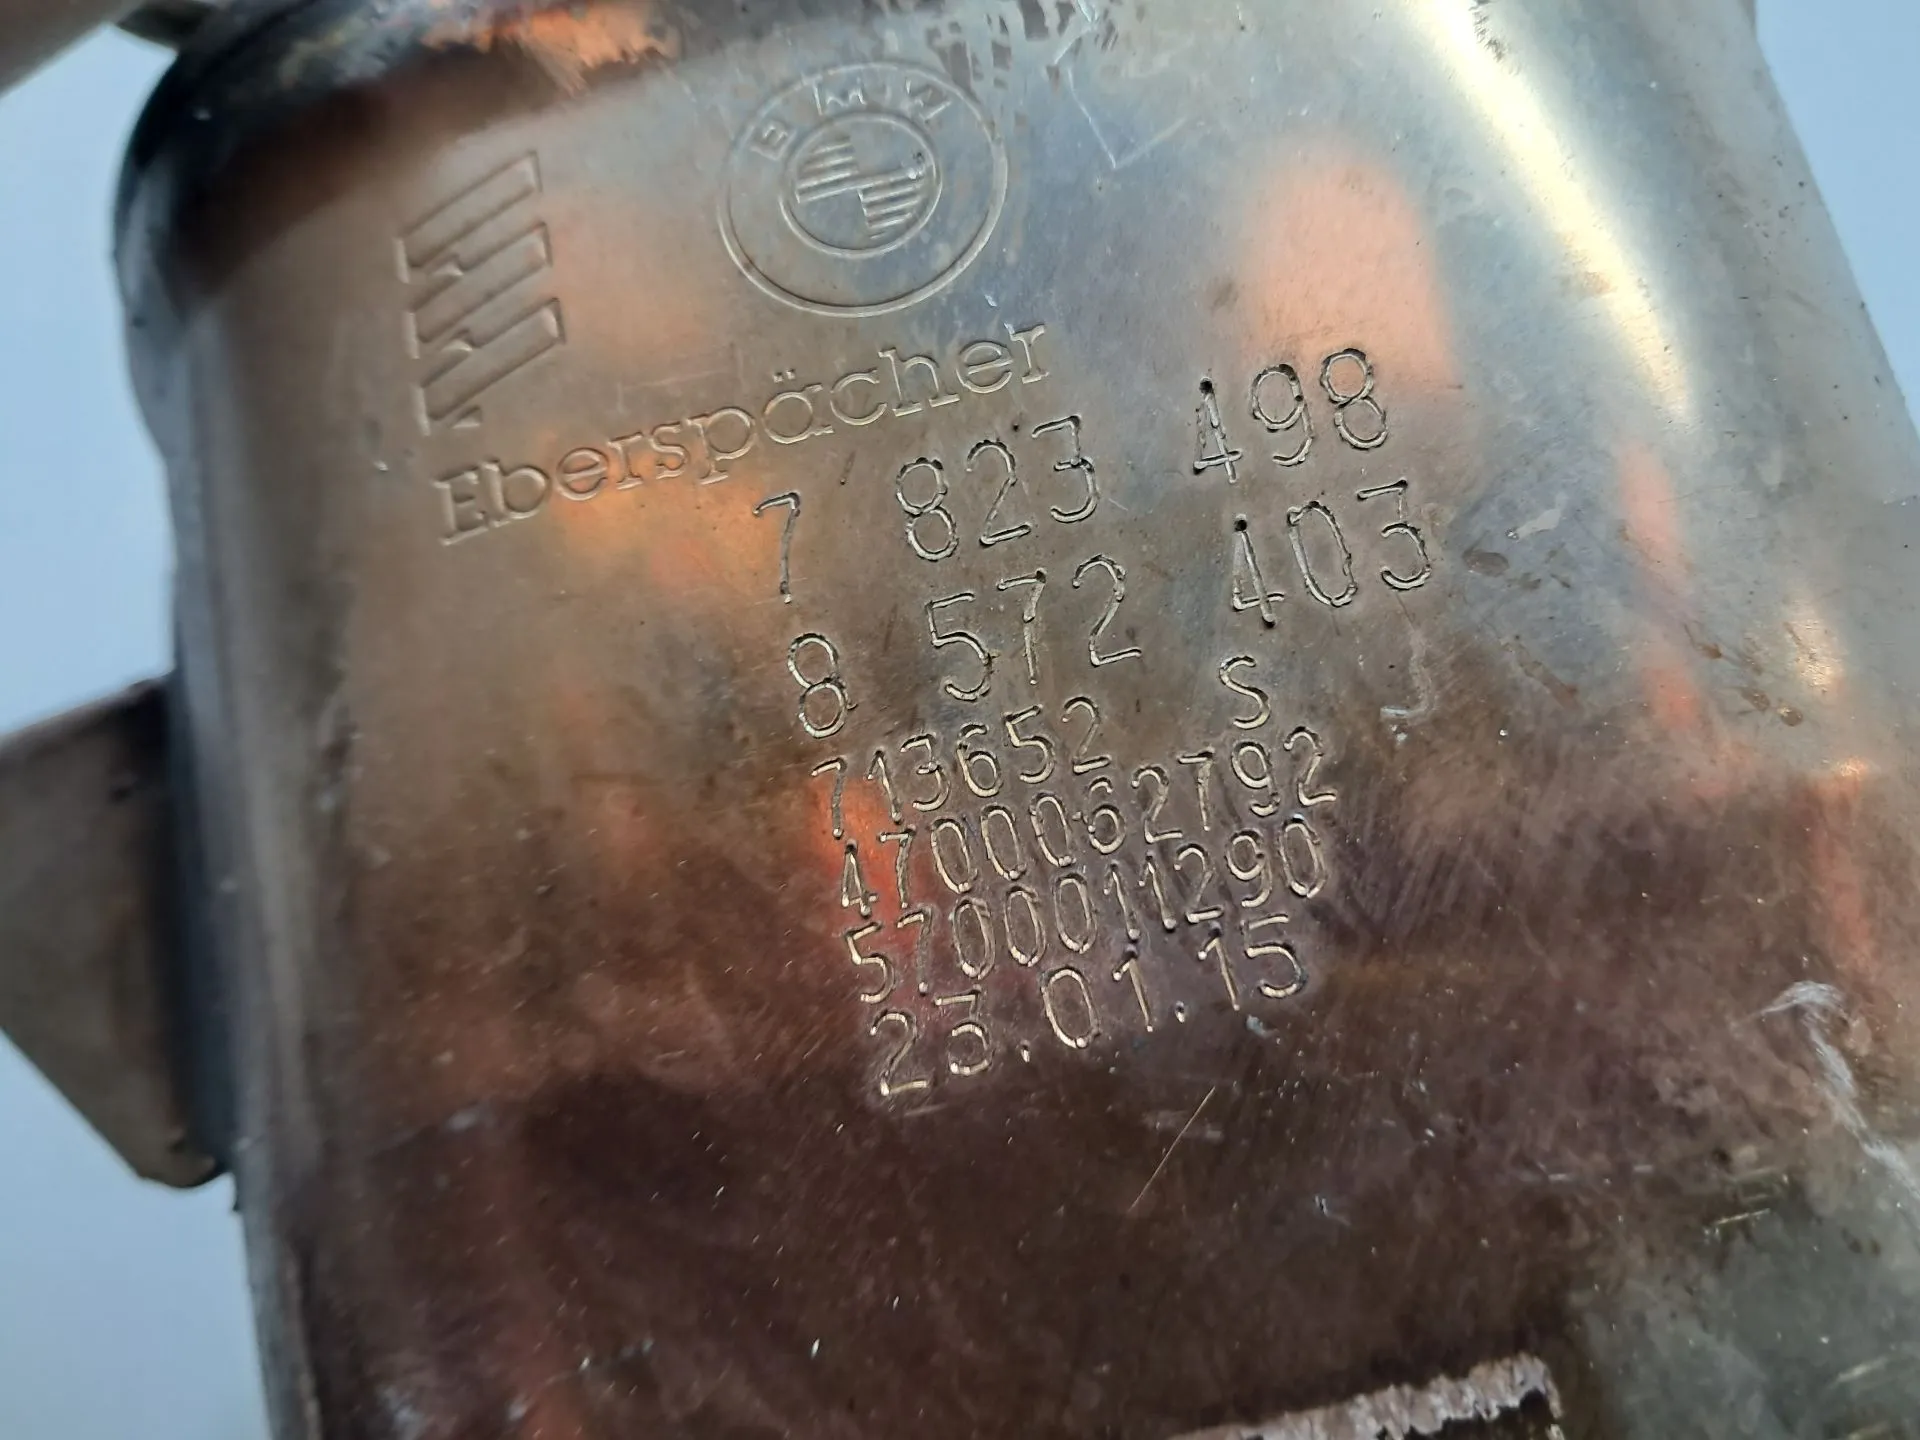 BMW
Eberspächer
7 823 498
8 572 403
713652 S
4700062792
5700011290
23.01.15